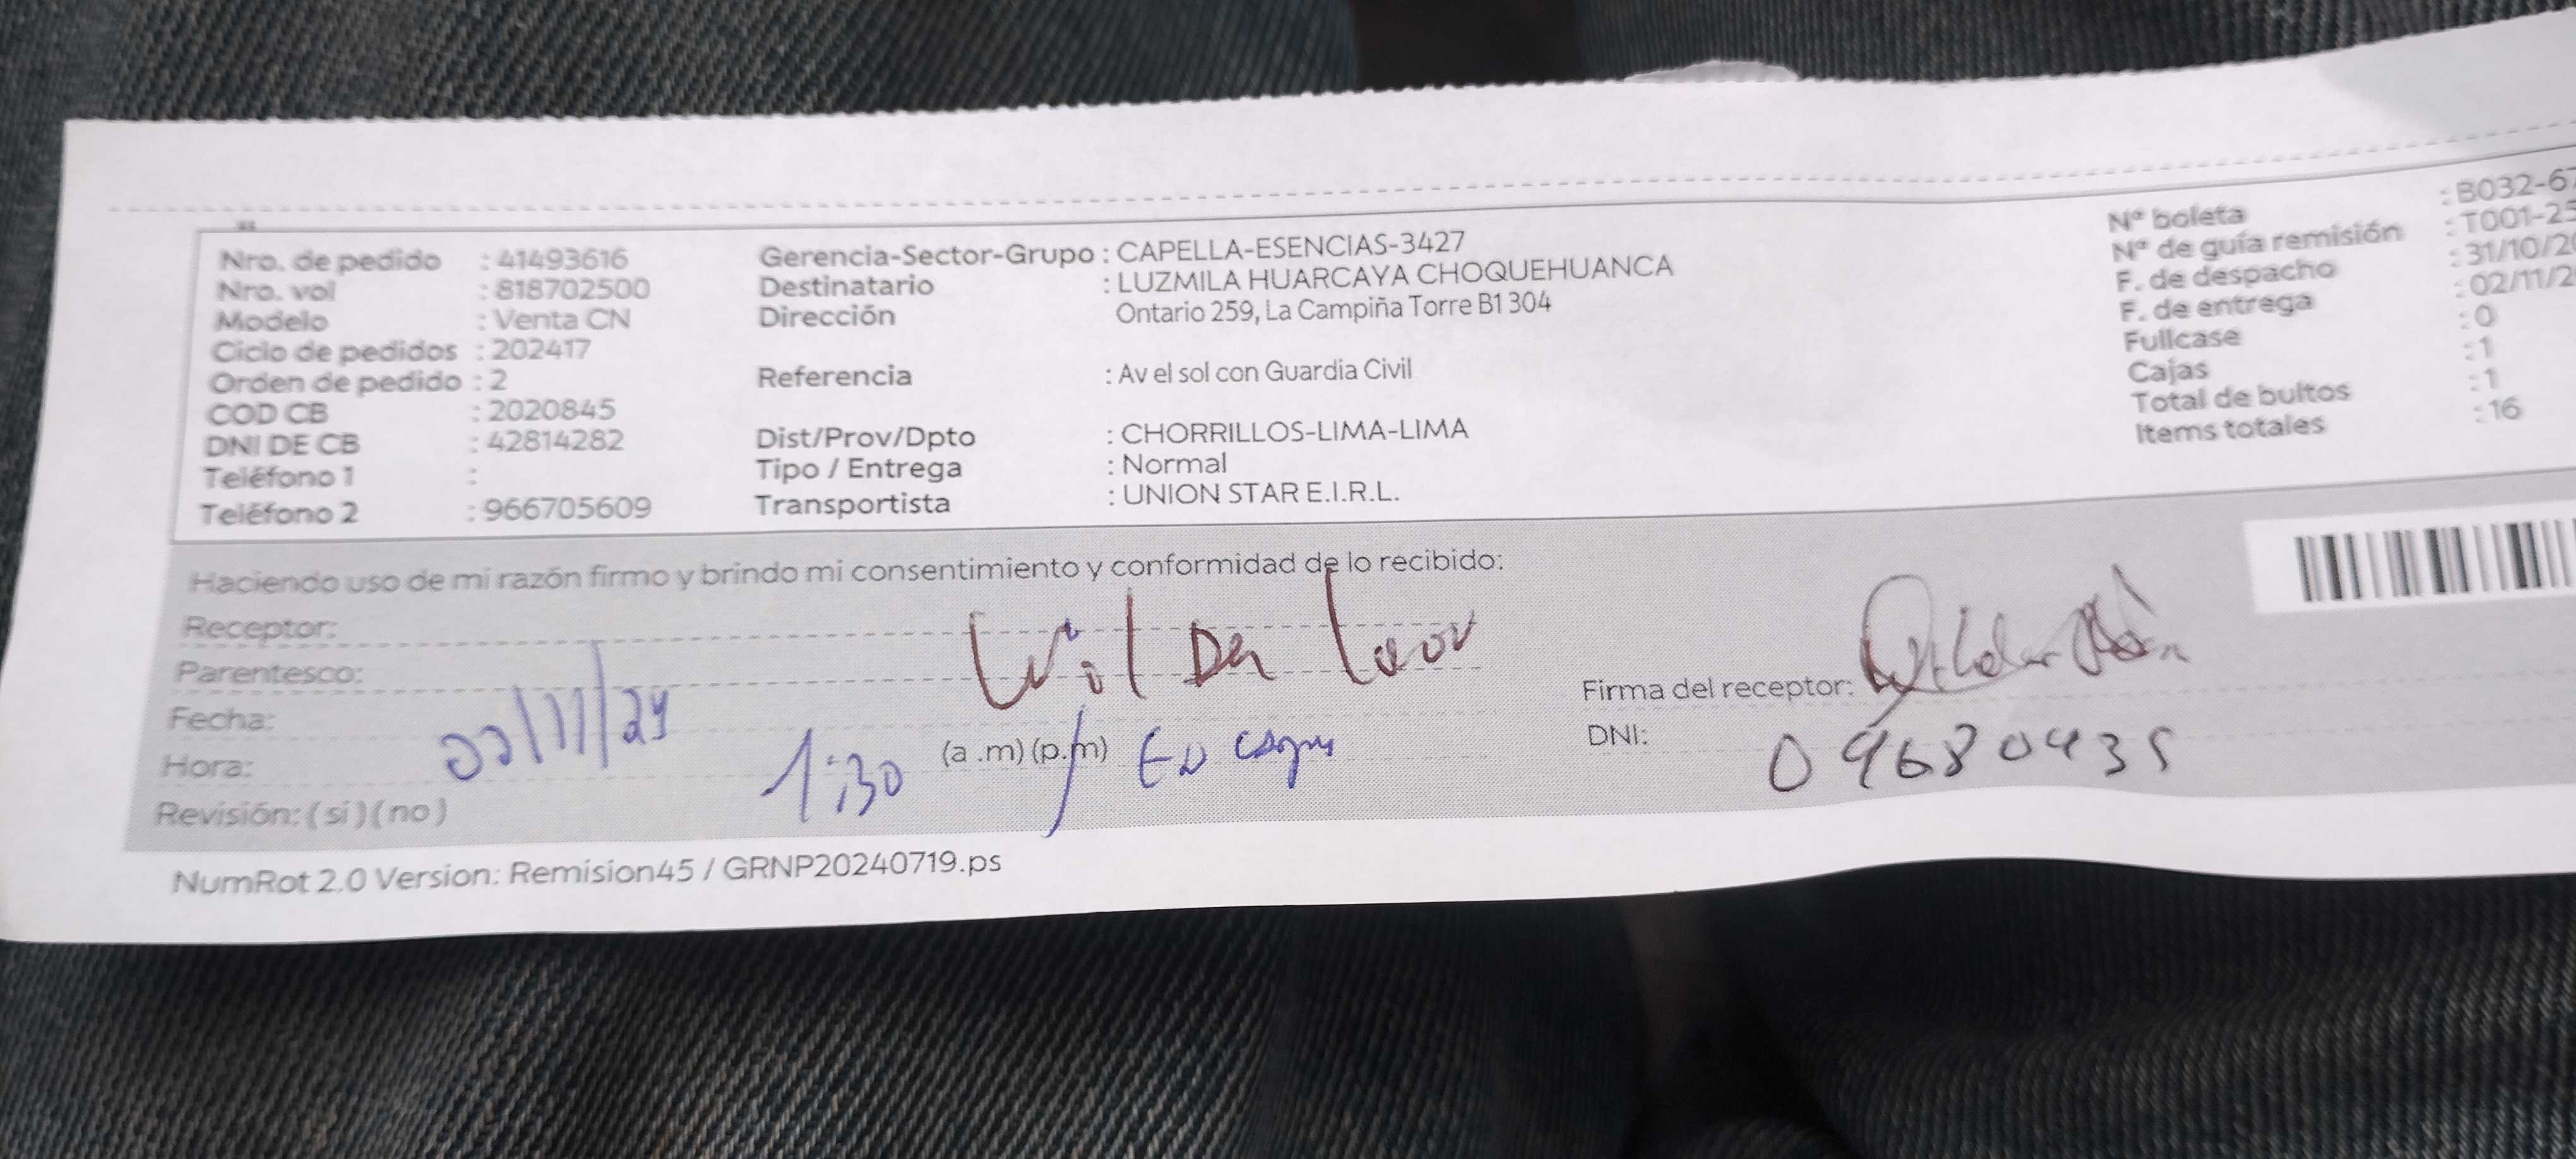 Nro. de pedido : 41493616
Nro. vol : 818702500
Modelo : Venta CN
Ciclo de pedidos : 202417
Orden de pedido : 2
COD CB : 2020845
DNI DE CB : 42814282
Teléfono 1 :
Teléfono 2 : 966705609
Gerencia-Sector-Grupo : CAPELLA-ESENCIAS-3427
Destinatario : LUZMILA HUARCAYA CHOQUEHUANCA
Dirección Ontario 259, La Campiña Torre B1 304
Referencia : Av el sol con Guardia Civil
Dist/Prov/Dpto : CHORRILLOS-LIMA-LIMA
Tipo / Entrega : Normal
Transportista : UNION STAR E.I.R.L.
Nº boleta : B032-67
Nº de guía remisión : T001-25
F. de despacho : 31/10/20
F. de entrega : 02/11/2
Fullcase : 0
Cajas : 1
Total de bultos : 1
Items totales : 16
Haciendo uso de mi razón firmo y brindo mi consentimiento y conformidad de lo recibido:
Receptor: Wil Der
Parentesco:
Fecha: 02/11/24
Hora: 1:30 (a .m) (p.m)
Revisión: ( si ) ( no )
Firma del receptor:
DNI: 09680435
NumRot 2.0 Version: Remision45 / GRNP20240719.ps